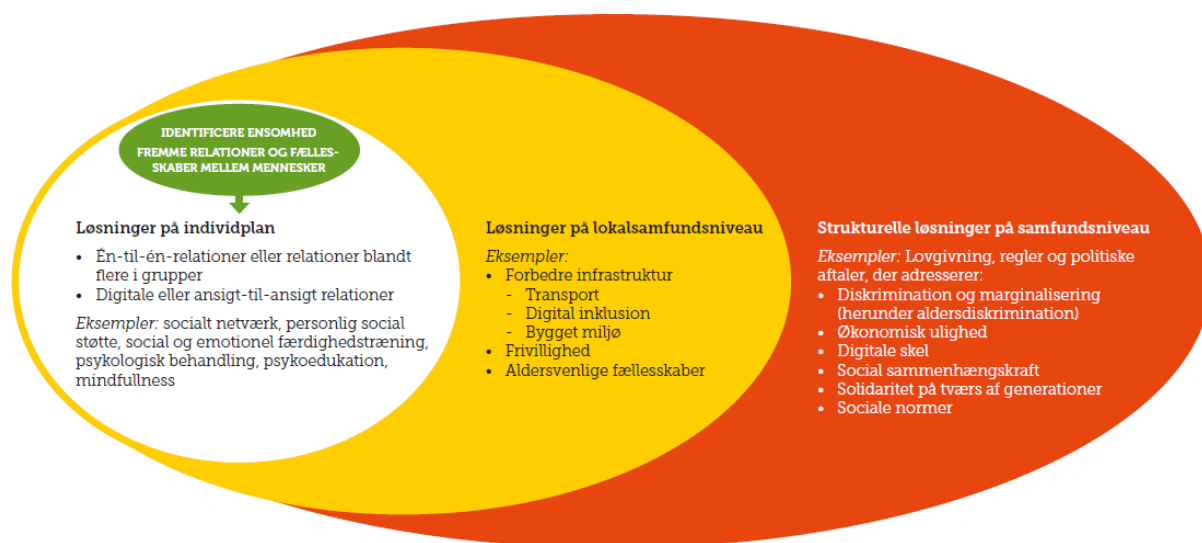 IDENTIFICERE ENSOMHED
FREMME RELATIONER OG FÆLLES-
SKABER MELLEM MENNESKER
Løsninger på individplan
• Én-til-én-relationer eller relationer blandt
flere i grupper
• Digitale eller ansigt-til-ansigt relationer
Eksempler: socialt netværk, personlig social
støtte, social og emotionel færdighedstræning,
psykologisk behandling, psykoedukation,
mindfullness
Løsninger på lokalsamfundsniveau
Eksempler:
• Forbedre infrastruktur
- Transport
- Digital inklusion
- Bygget miljø
• Frivillighed
• Aldersvenlige fællesskaber
Strukturelle løsninger på samfundsniveau
Eksempler: Lovgivning, regler og politiske
aftaler, der adresserer:
• Diskrimination og marginalisering
(herunder aldersdiskrimination)
• Økonomisk ulighed
• Digitale skel
• Social sammenhængskraft
• Solidaritet på tværs af generationer
• Sociale normer